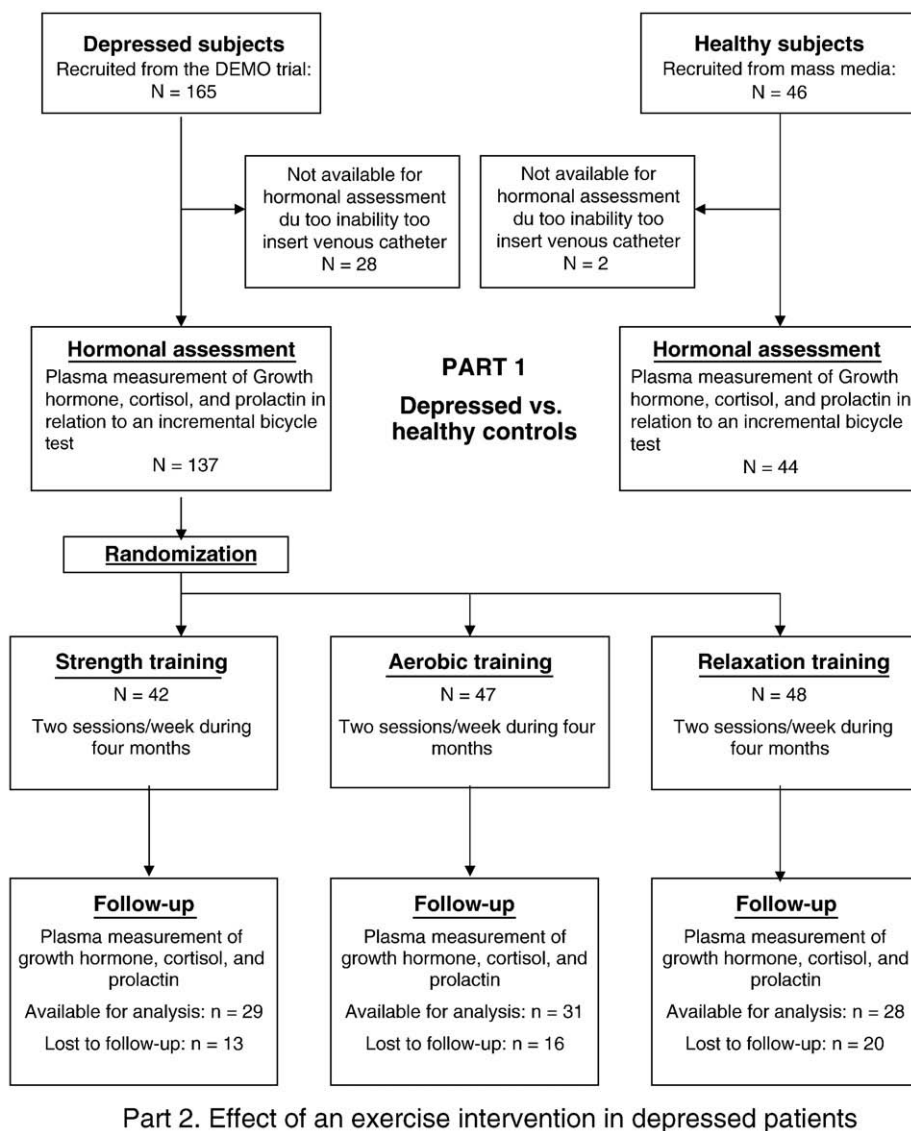 Depressed subjects
Recruited from the DEMO trial:
N = 165
Healthy subjects
Recruited from mass media:
N = 46
Not available for
hormonal assessment
du too inability too
insert venous catheter
N = 28
Not available for
hormonal assessment
du too inability too
insert venous catheter
N = 2
Hormonal assessment
Plasma measurement of Growth
hormone, cortisol, and prolactin in
relation to an incremental bicycle
test
N = 137
PART 1
Depressed vs.
healthy controls
Hormonal assessment
Plasma measurement of Growth
hormone, cortisol, and prolactin in
relation to an incremental bicycle
test
N = 44
Randomization
Strength training
N = 42
Two sessions/week during
four months
Aerobic training
N = 47
Two sessions/week during four
months
Relaxation training
N = 48
Two sessions/week during
four months
Follow-up
Plasma measurement of
growth hormone, cortisol, and
prolactin
Available for analysis: n = 29
Lost to follow-up: n = 13
Follow-up
Plasma measurement of
growth hormone, cortisol, and
prolactin
Available for analysis: n = 31
Lost to follow-up: n = 16
Follow-up
Plasma measurement of
growth hormone, cortisol, and
prolactin
Available for analysis: n = 28
Lost to follow-up: n = 20
Part 2. Effect of an exercise intervention in depressed patients